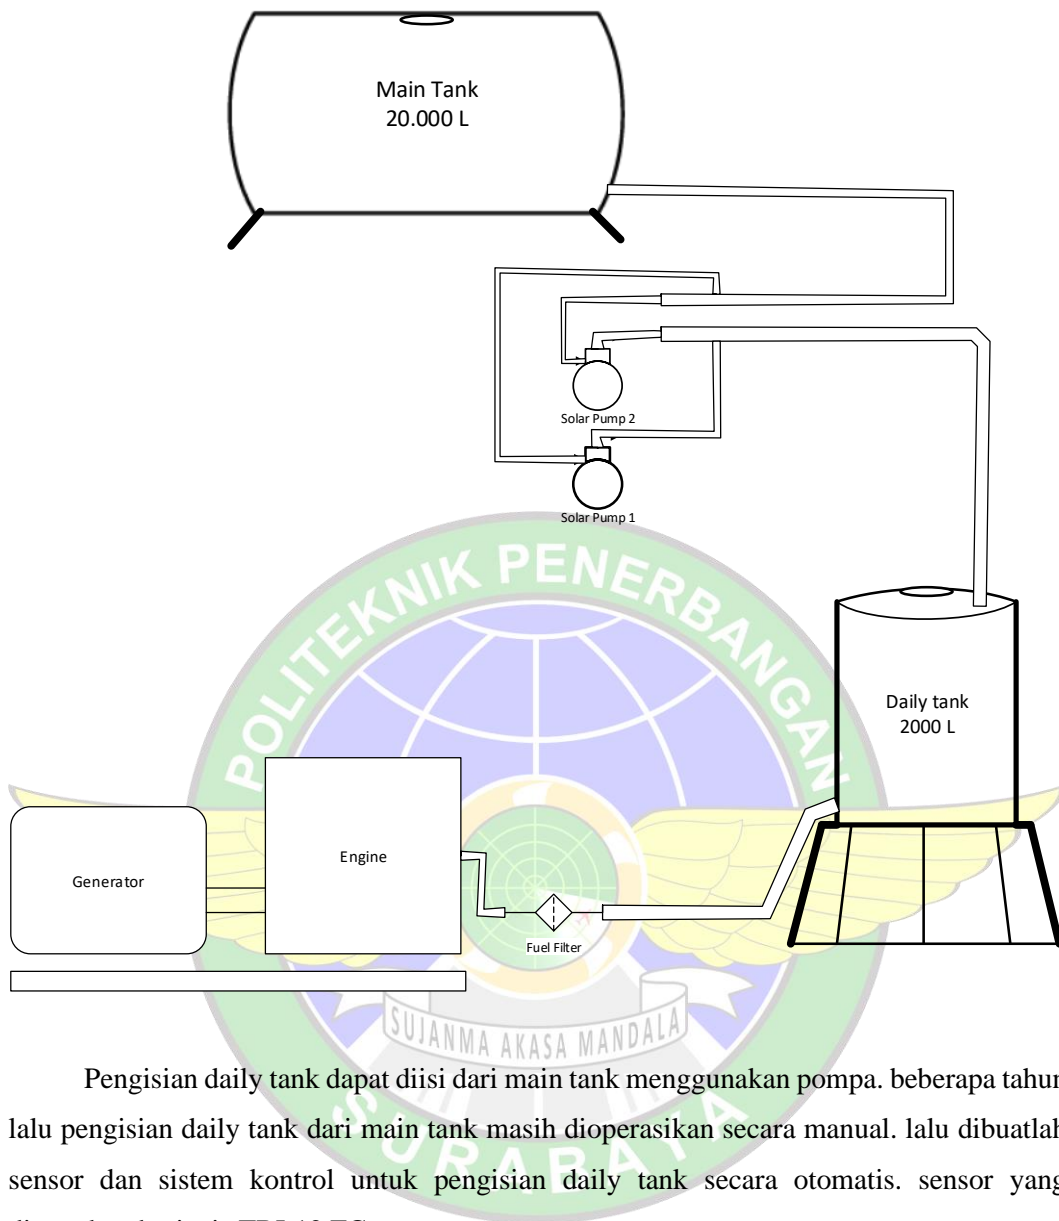 Main Tank
20.000 L
Solar Pump 2
Solar Pump 1
POLITEKNIK PENERBANGAN
Daily tank
2000 L
Engine
Generator
Fuel Filter
SUJANMA AKASA MANDALA
SURABAYA
Pengisian daily tank dapat diisi dari main tank menggunakan pompa. beberapa tahun
lalu pengisian daily tank dari main tank masih dioperasikan secara manual. lalu dibuatlah
sensor dan sistem kontrol untuk pengisian daily tank secara otomatis. sensor yang